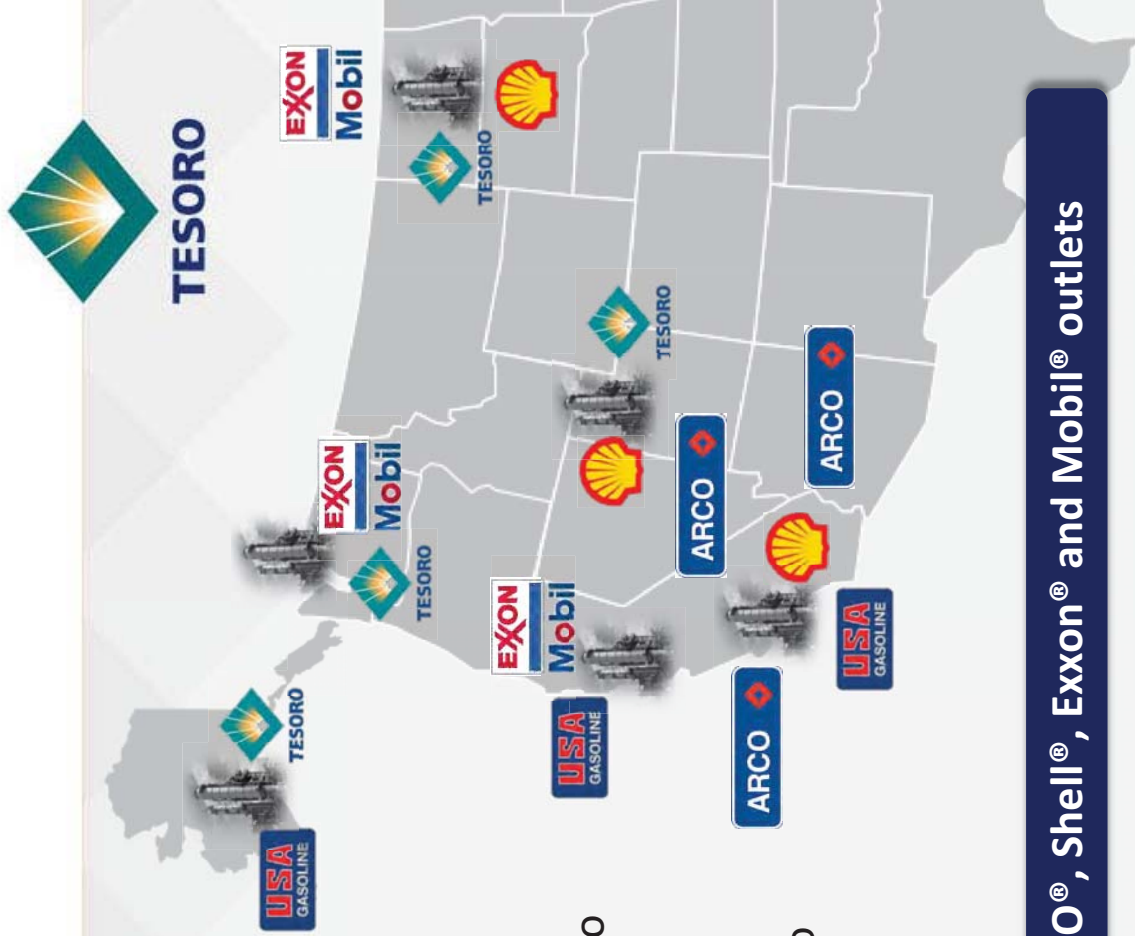 TESORO
USA
GASOLINE
TESORO
EXXON
Mobil
EXXON
Mobil
TESORO
TESORO
EXXON
Mobil
USA
GASOLINE
TESORO
ARCO
ARCO
ARCO
USA
GASOLINE
O®, Shell®, Exxon® and Mobil® outlets